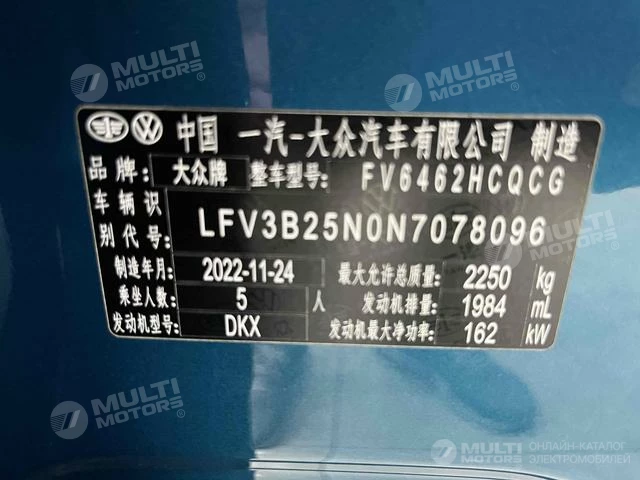 MULTI MOTORS®
MULTI MOTORS®
中国 一汽-大众汽车有限公司 制造
品牌: 大众牌 整车型号: FV6462HCQCG
车辆识别代号: LFV3B25N0N7078096
制造年月: 2022-11-24 最大允许总质量: 2250 kg
乘坐人数: 5 人 发动机排量: 1984 mL
发动机型号: DKX 发动机最大净功率: 162 kW
MULTI MOTORS®
MULTI MOTORS®
ОНЛАЙН-КАТАЛОГ
ЭЛЕКТРОМОБИЛЕЙ